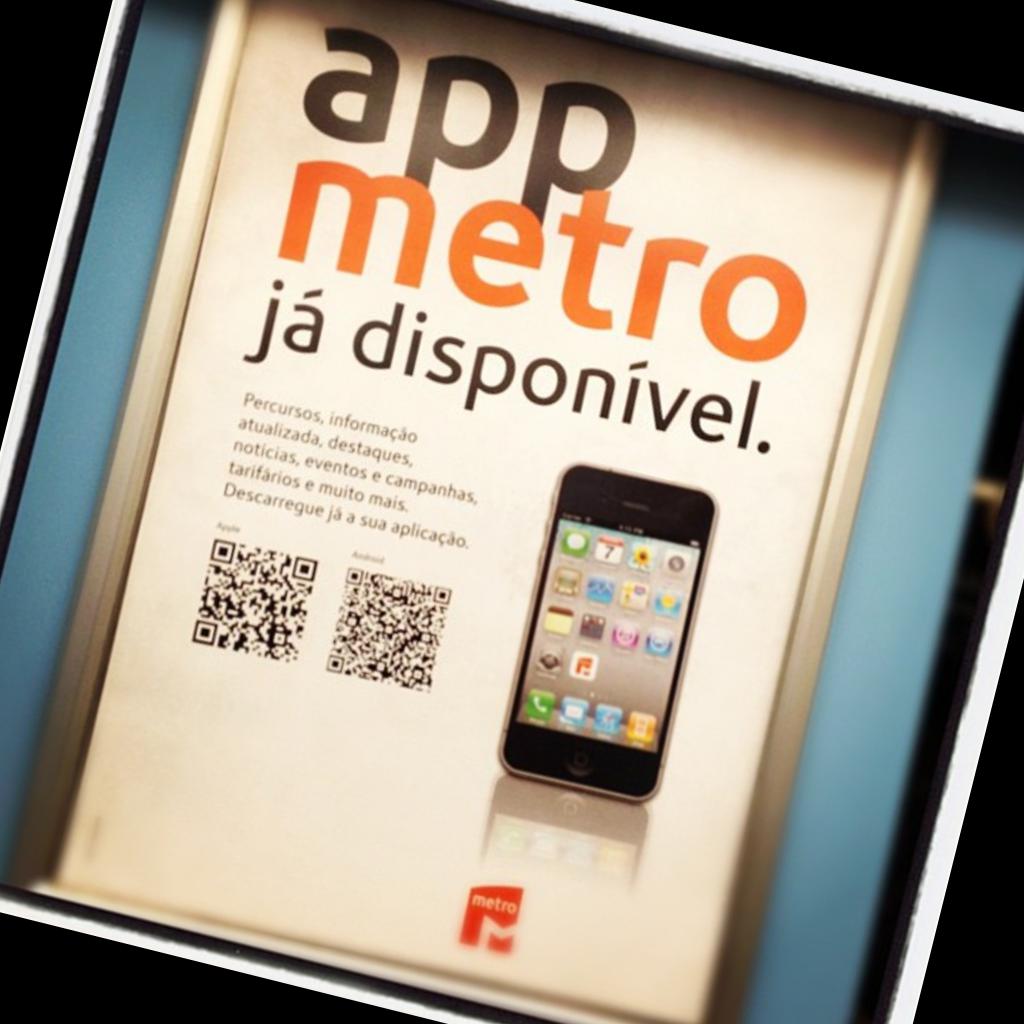 app
metro
já disponível.
Percursos, informação
atualizada, destaques,
notícias, eventos e campanhas,
tarifários e muito mais.
Descarregue já a sua aplicação.
Apple
Android
7
metro